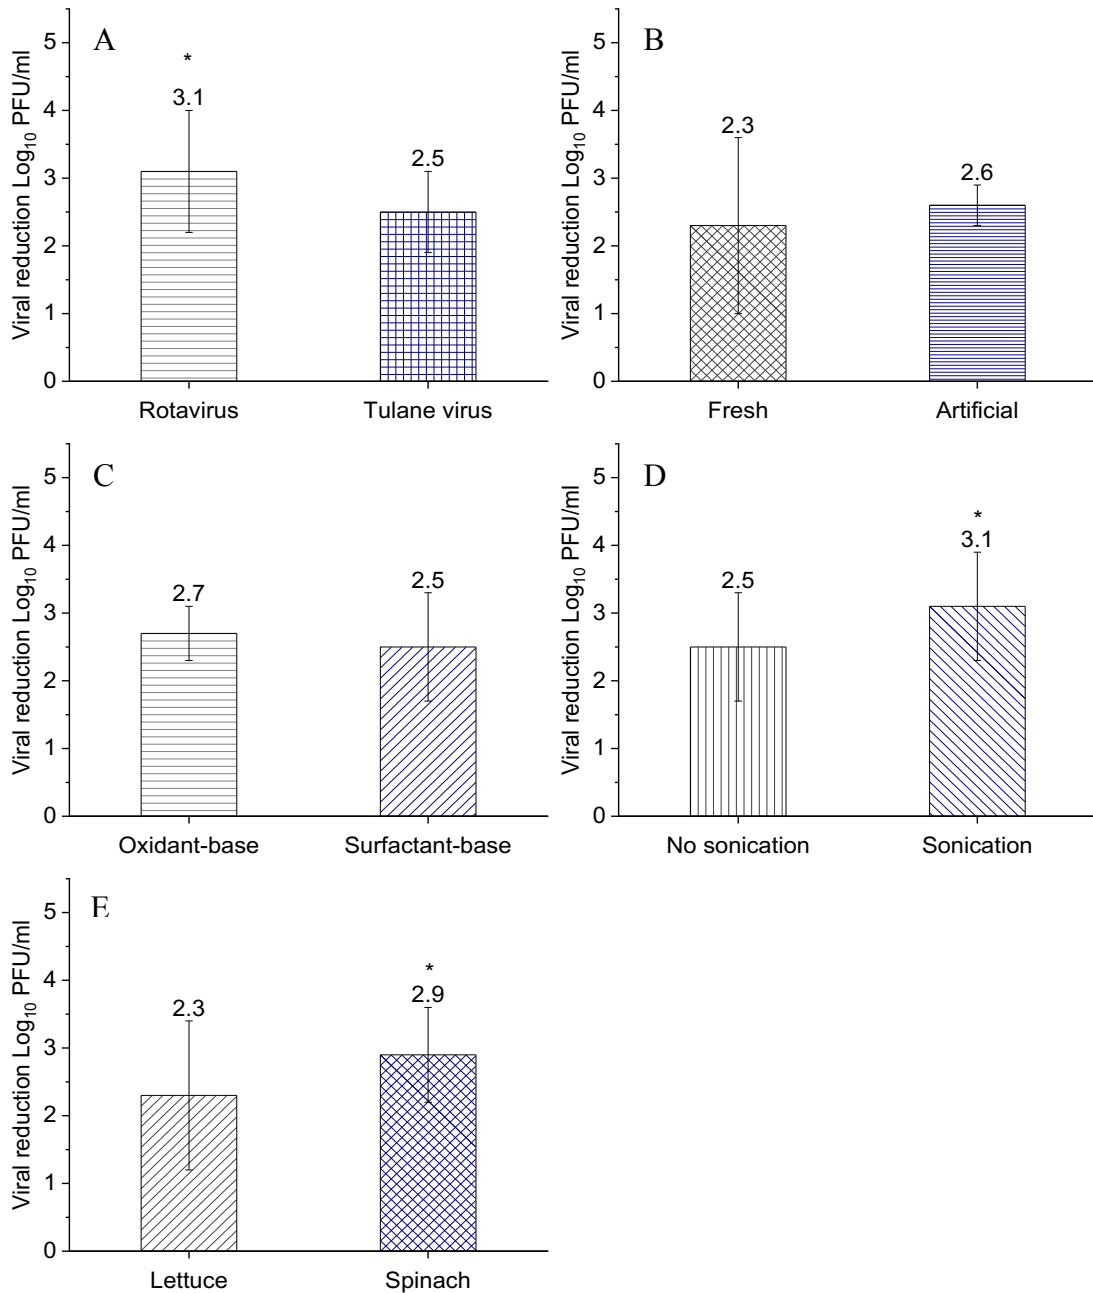 A
Viral reduction Log₁₀ PFU/ml
5
4
3
2
1
0
*
3.1
2.5
Rotavirus
Tulane virus
B
Viral reduction Log₁₀ PFU/ml
5
4
3
2
1
0
2.3
2.6
Fresh
Artificial
C
Viral reduction Log₁₀ PFU/ml
5
4
3
2
1
0
2.7
2.5
Oxidant-base
Surfactant-base
D
Viral reduction Log₁₀ PFU/ml
5
4
3
2
1
0
2.5
*
3.1
No sonication
Sonication
E
Viral reduction Log₁₀ PFU/ml
5
4
3
2
1
0
2.3
*
2.9
Lettuce
Spinach